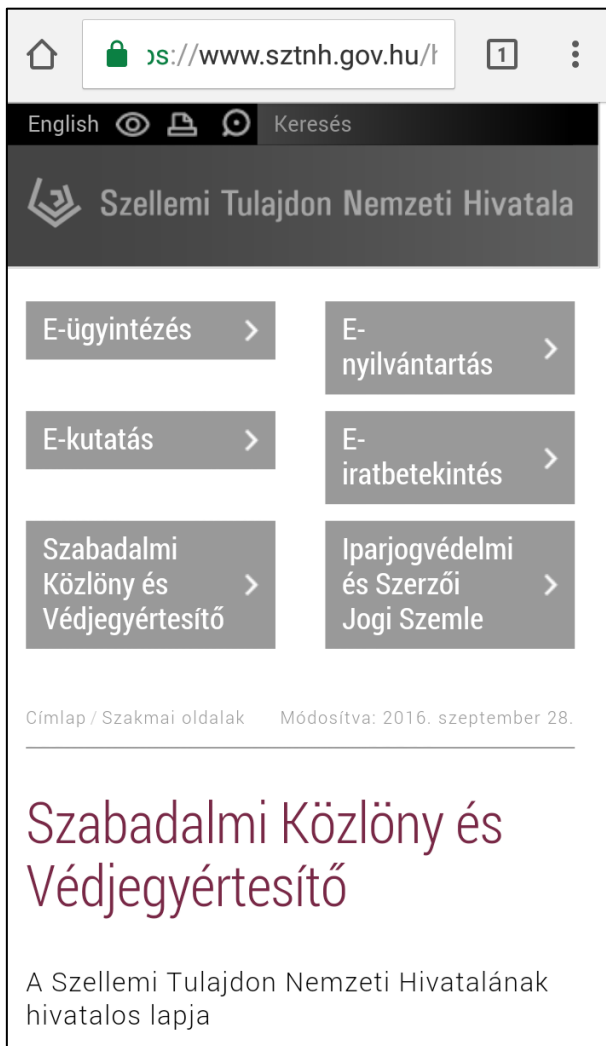 ps://www.sztnh.gov.hu/h
1
English Keresés
Szellemi Tulajdon Nemzeti Hivatala
E-ügyintézés
E-
nyilvántartás
E-kutatás
E-
iratbetekintés
Szabadalmi
Közlöny és
Védjegyértesítő
Iparjogvédelmi
és Szerzői
Jogi Szemle
Címlap / Szakmai oldalak Módosítva: 2016. szeptember 28.
Szabadalmi Közlöny és
Védjegyértesítő
A Szellemi Tulajdon Nemzeti Hivatalának
hivatalos lapja